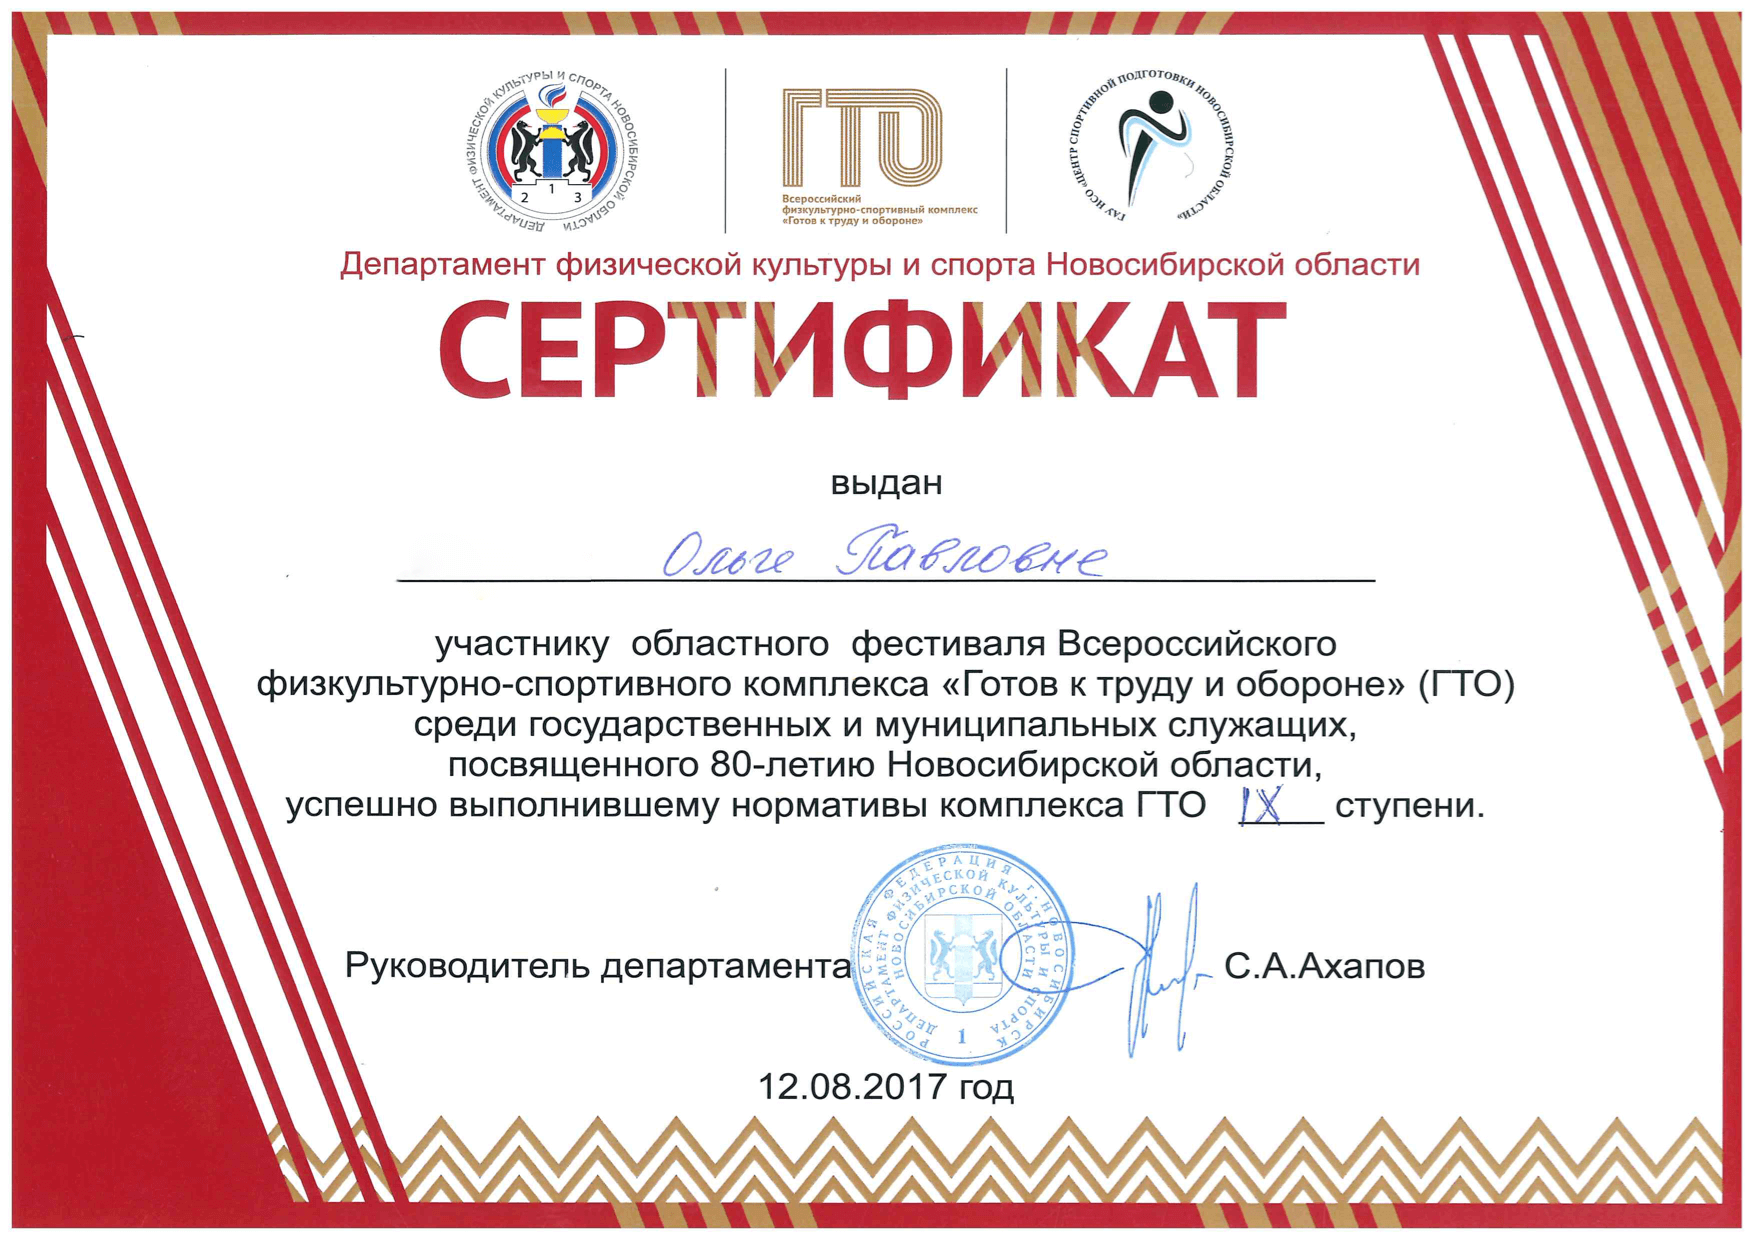 ДЕПАРТАМЕНТ ФИЗИЧЕСКОЙ КУЛЬТУРЫ И СПОРТА НОВОСИБИРСКОЙ ОБЛАСТИ
2 1 3
ГТО
Всероссийский
физкультурно-спортивный комплекс
«Готов к труду и обороне»
ГАУ НСО «ЦЕНТР СПОРТИВНОЙ ПОДГОТОВКИ НОВОСИБИРСКОЙ ОБЛАСТИ»
Департамент физической культуры и спорта Новосибирской области
СЕРТИФИКАТ
выдан
Ольге Павловне
участнику областного фестиваля Всероссийского
физкультурно-спортивного комплекса «Готов к труду и обороне» (ГТО)
среди государственных и муниципальных служащих,
посвященного 80-летию Новосибирской области,
успешно выполнившему нормативы комплекса ГТО IX ступени.
РОССИЙСКАЯ ФЕДЕРАЦИЯ г. НОВОСИБИРСК
ДЕПАРТАМЕНТ ФИЗИЧЕСКОЙ КУЛЬТУРЫ И СПОРТА
НОВОСИБИРСКОЙ ОБЛАСТИ
1
Руководитель департамента С.А.Ахапов
12.08.2017 год